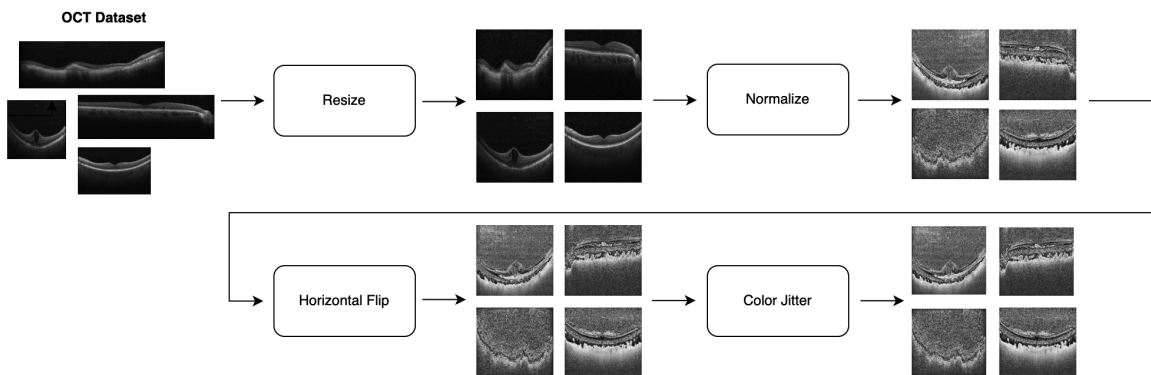 OCT Dataset
Resize
Normalize
Horizontal Flip
Color Jitter